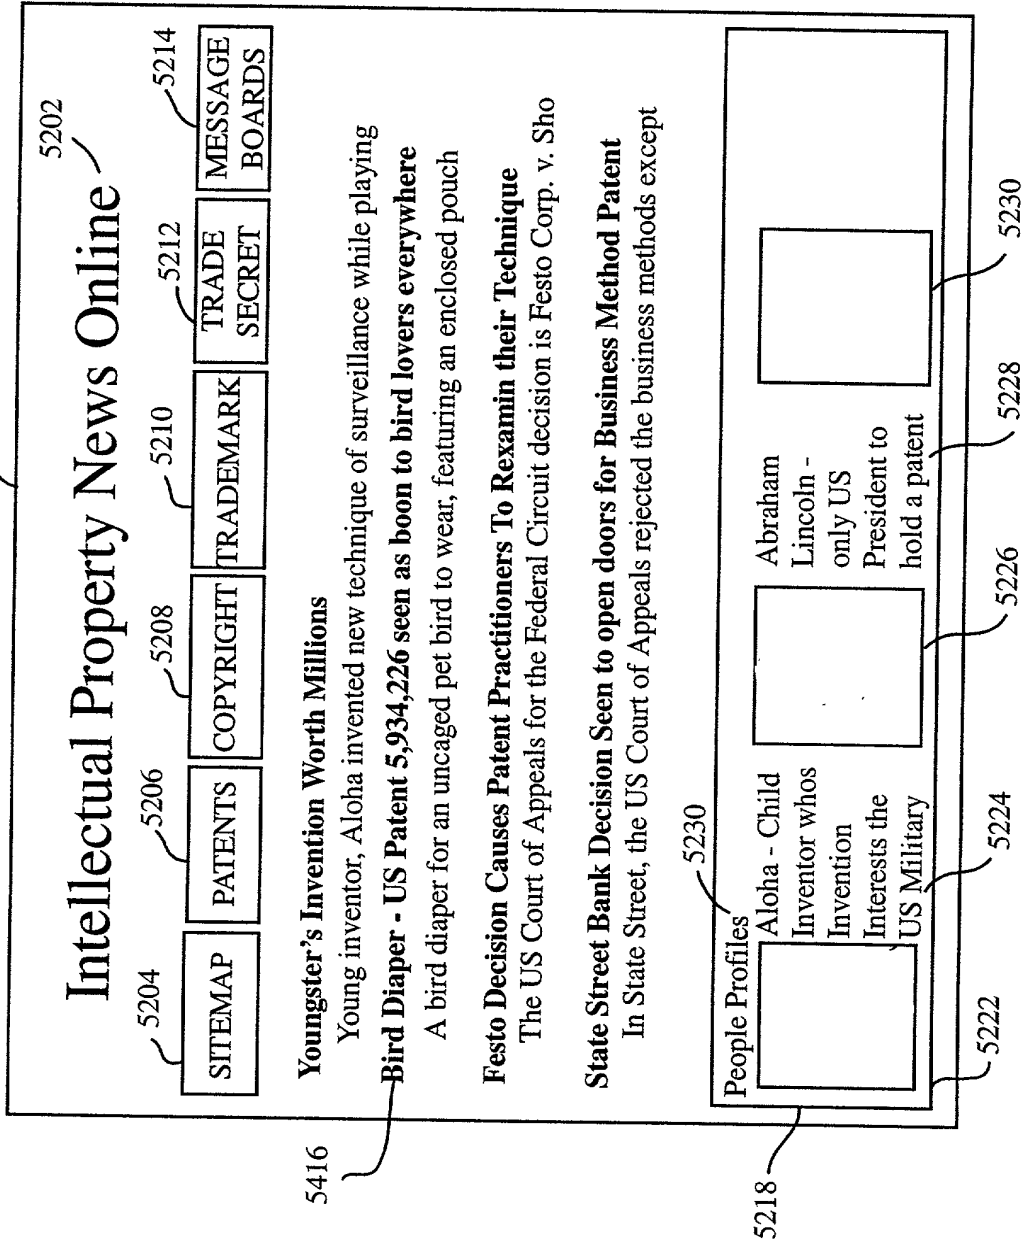 5202
Intellectual Property News Online
5204
5206
5208
5210
5212
5214
SITEMAP
PATENTS
COPYRIGHT
TRADEMARK
TRADE
SECRET
MESSAGE
BOARDS
Youngster's Invention Worth Millions
Young inventor, Aloha invented new technique of surveillance while playing
5416
Bird Diaper - US Patent 5,934,226 seen as boon to bird lovers everywhere
A bird diaper for an uncaged pet bird to wear, featuring an enclosed pouch
Festo Decision Causes Patent Practitioners To Rexamin their Technique
The US Court of Appeals for the Federal Circuit decision is Festo Corp. v. Sho
State Street Bank Decision Seen to open doors for Business Method Patent
In State Street, the US Court of Appeals rejected the business methods except
5230
People Profiles
Aloha - Child
Inventor whos
Invention
Interests the
US Military
Abraham
Lincoln -
only US
President to
hold a patent
5218
5222
5224
5226
5228
5230